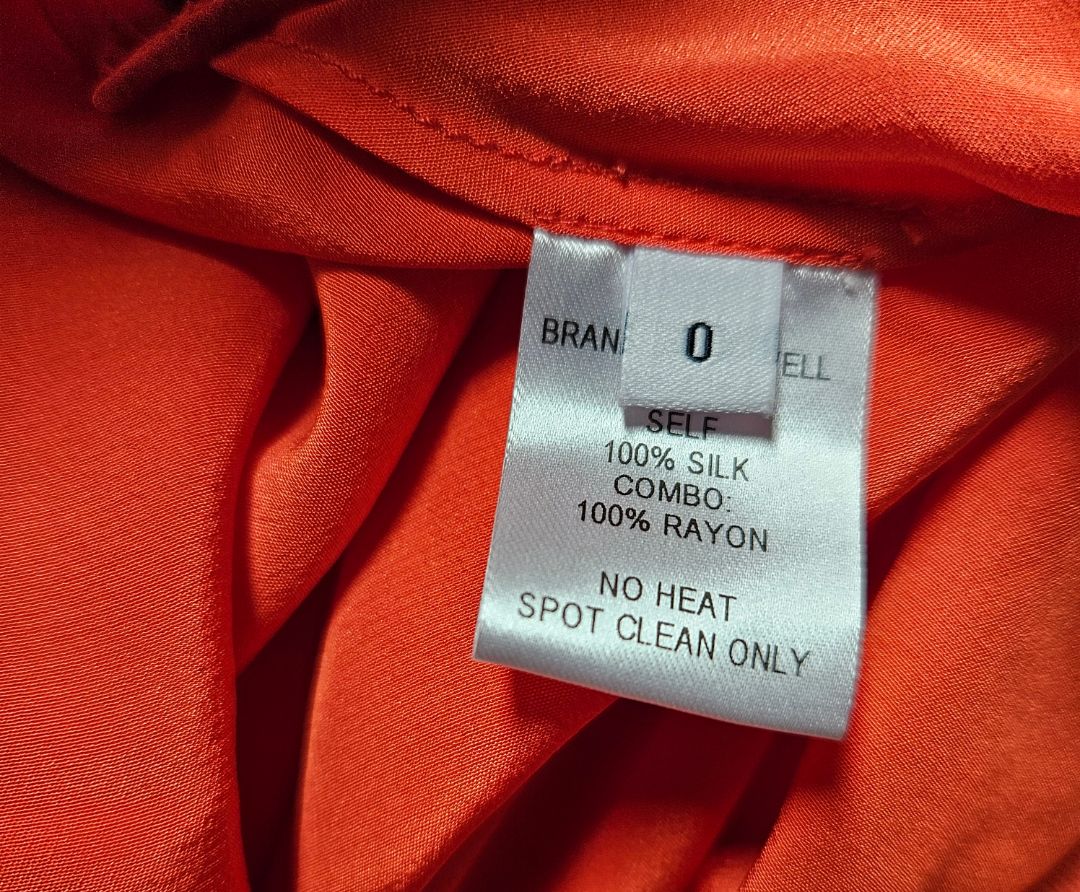 0
SELF
100% SILK
COMBO:
100% RAYON
NO HEAT
SPOT CLEAN ONLY